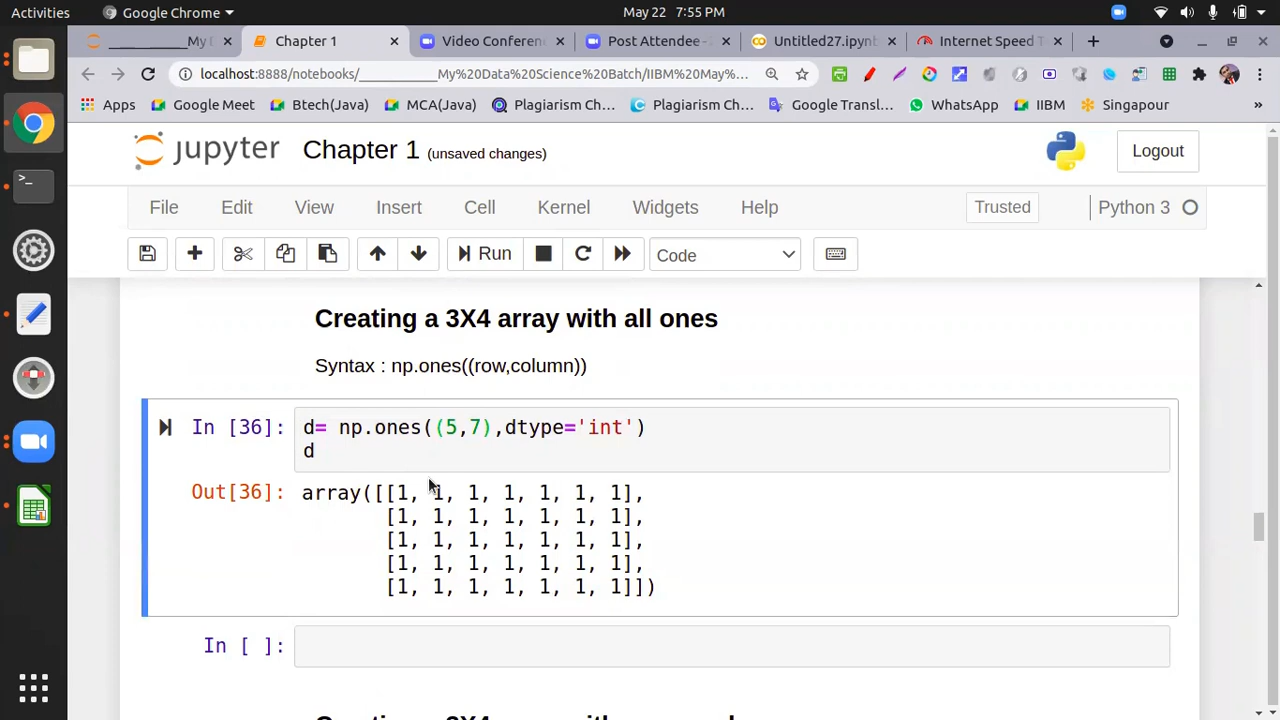 Activities Google Chrome May 22 7:55 PM
__ ________My D Chapter 1 Video Conferen Post Attendee - Untitled27.ipynb Internet Speed T
localhost:8888/notebooks/__________My%20Data%20Science%20Batch/IIBM%20May%...
Apps Google Meet Btech(Java) MCA(Java) Plagiarism Ch... Plagiarism Ch... Google Transl... WhatsApp IIBM Singapour »
jupyter Chapter 1 (unsaved changes) Logout
File Edit View Insert Cell Kernel Widgets Help Trusted Python 3
Run Code
Creating a 3X4 array with all ones
Syntax : np.ones((row,column))
In [36]: d= np.ones((5,7),dtype='int')
d
Out[36]: array([[1, 1, 1, 1, 1, 1, 1],
[1, 1, 1, 1, 1, 1, 1],
[1, 1, 1, 1, 1, 1, 1],
[1, 1, 1, 1, 1, 1, 1],
[1, 1, 1, 1, 1, 1, 1]])
In [ ]: